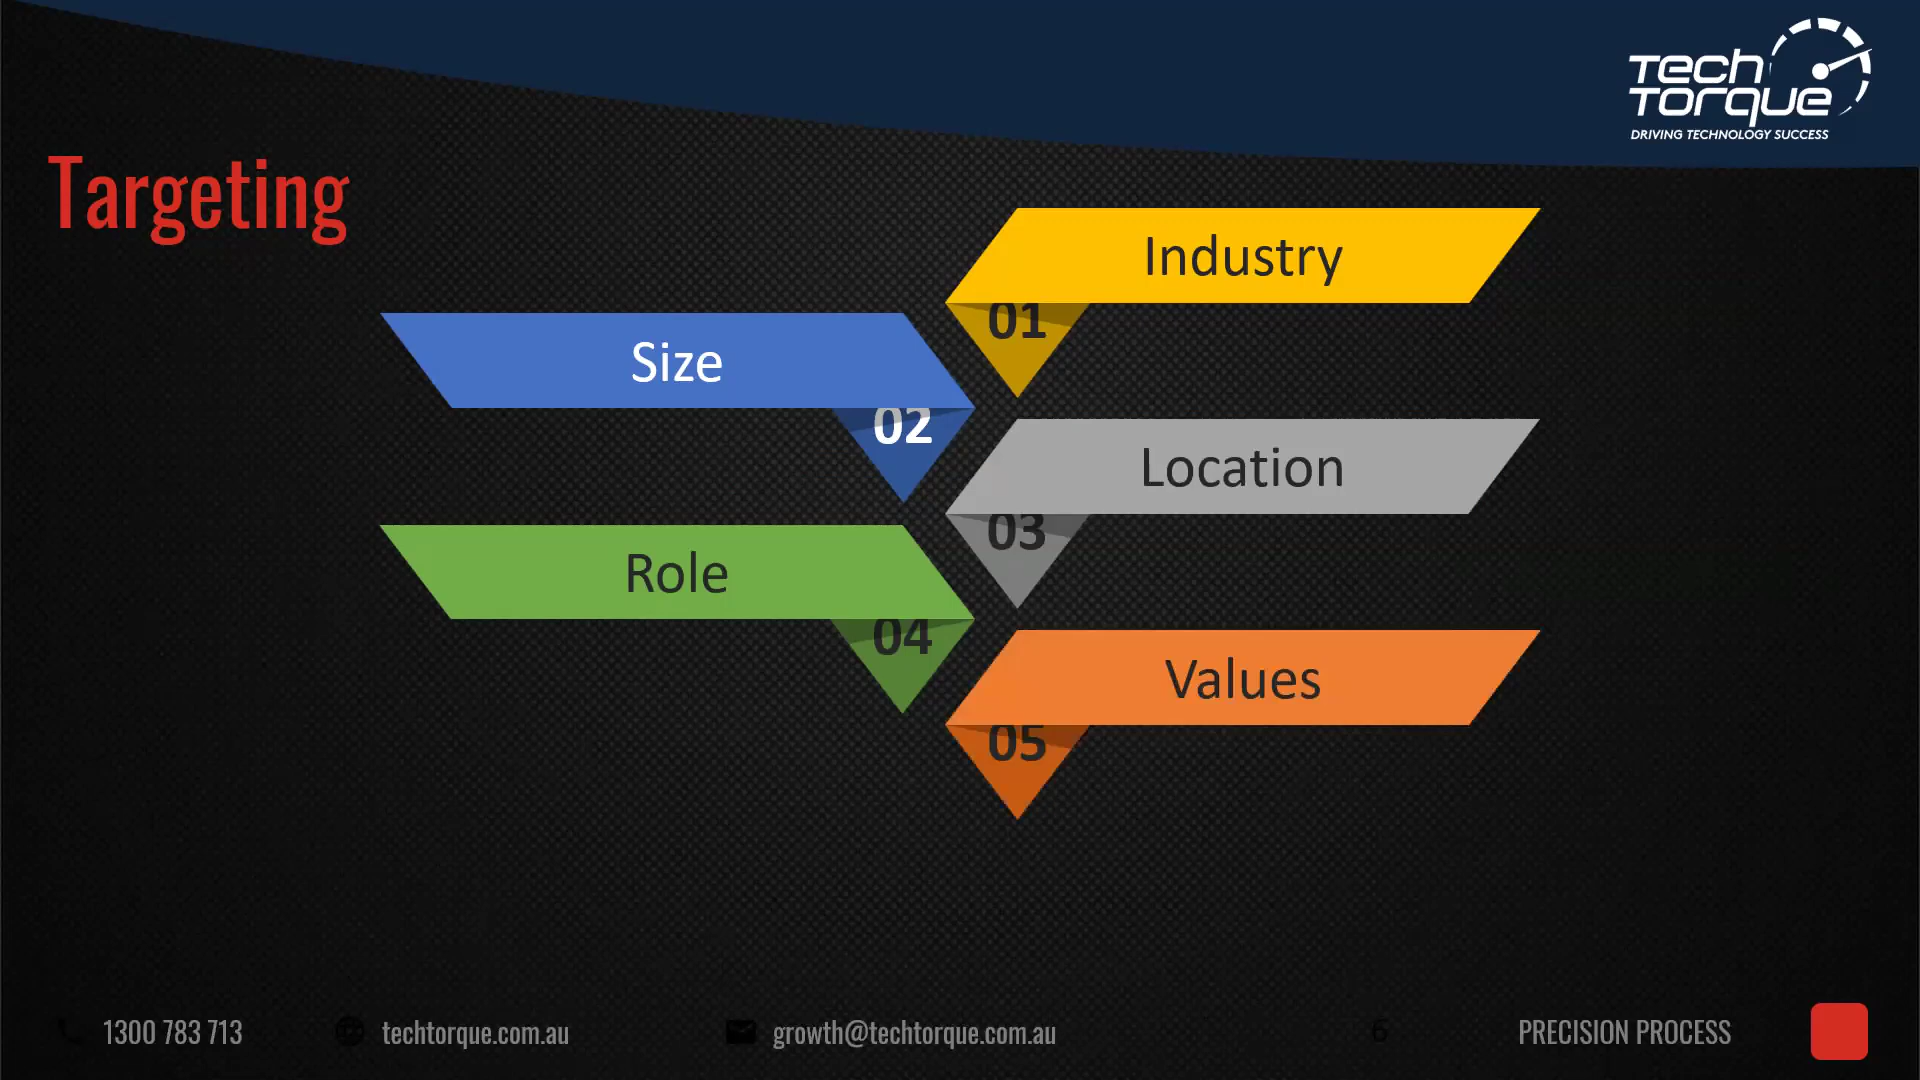 Tech
Torque
DRIVING TECHNOLOGY SUCCESS
Targeting
Industry
01
Size
02
Location
03
Role
04
Values
05
1300 783 713
techtorque.com.au
growth@techtorque.com.au
6
PRECISION PROCESS